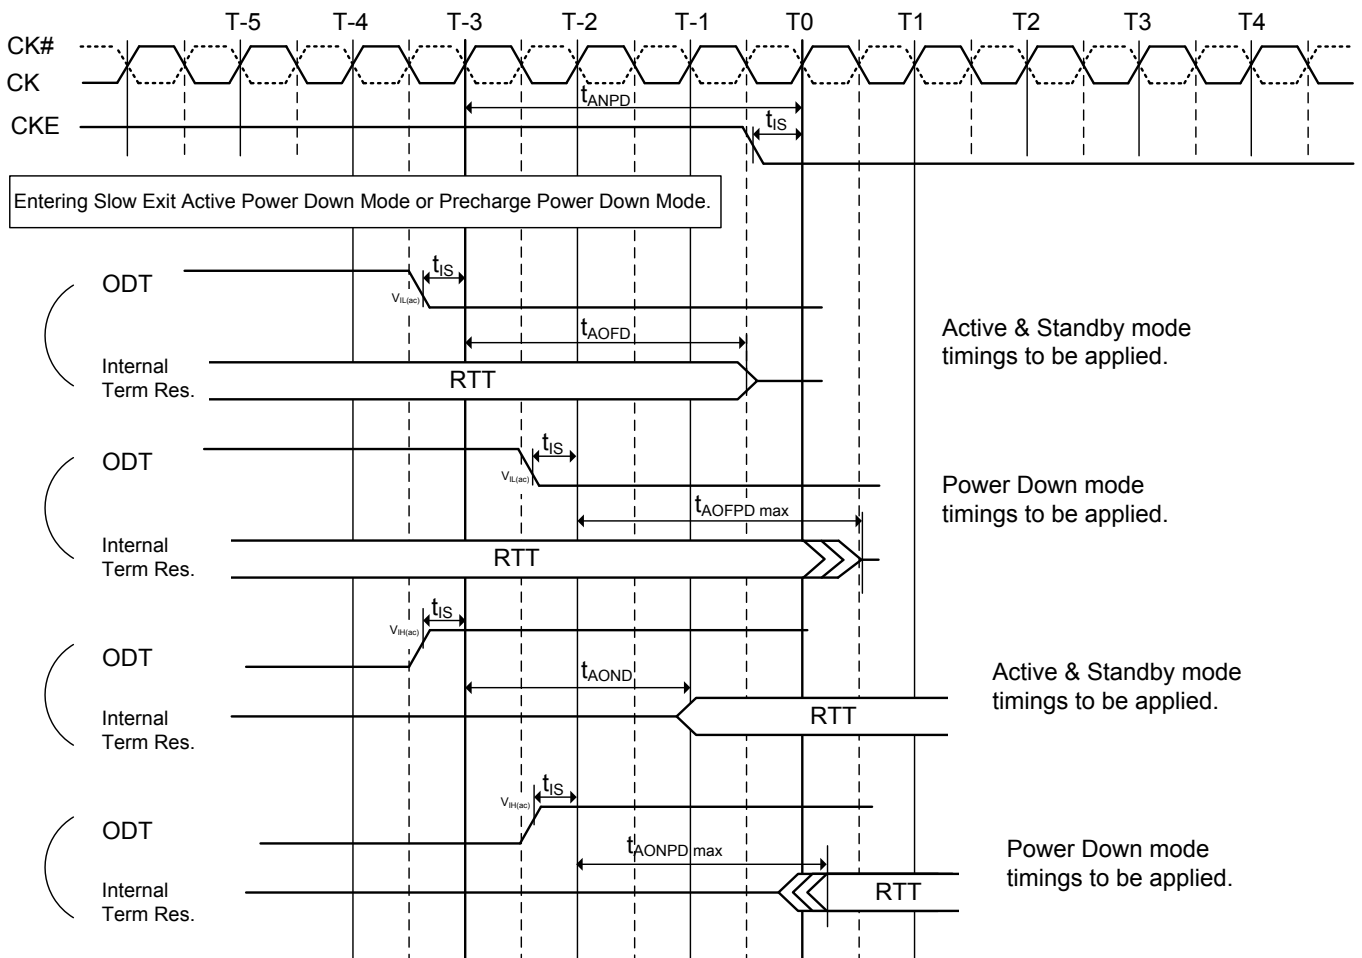 T-5 T-4 T-3 T-2 T-1 T0 T1 T2 T3 T4
CK#
CK
tANPD
CKE
tIS
Entering Slow Exit Active Power Down Mode or Precharge Power Down Mode.
ODT
tIS
VIL(ac)
tAOFD
Active & Standby mode
timings to be applied.
Internal
Term Res.
RTT
ODT
tIS
VIL(ac)
tAOFPD max
Power Down mode
timings to be applied.
Internal
Term Res.
RTT
tIS
VIH(ac)
ODT
tAOND
Active & Standby mode
timings to be applied.
Internal
Term Res.
RTT
tIS
VIH(ac)
ODT
tAONPD max
Power Down mode
timings to be applied.
Internal
Term Res.
RTT